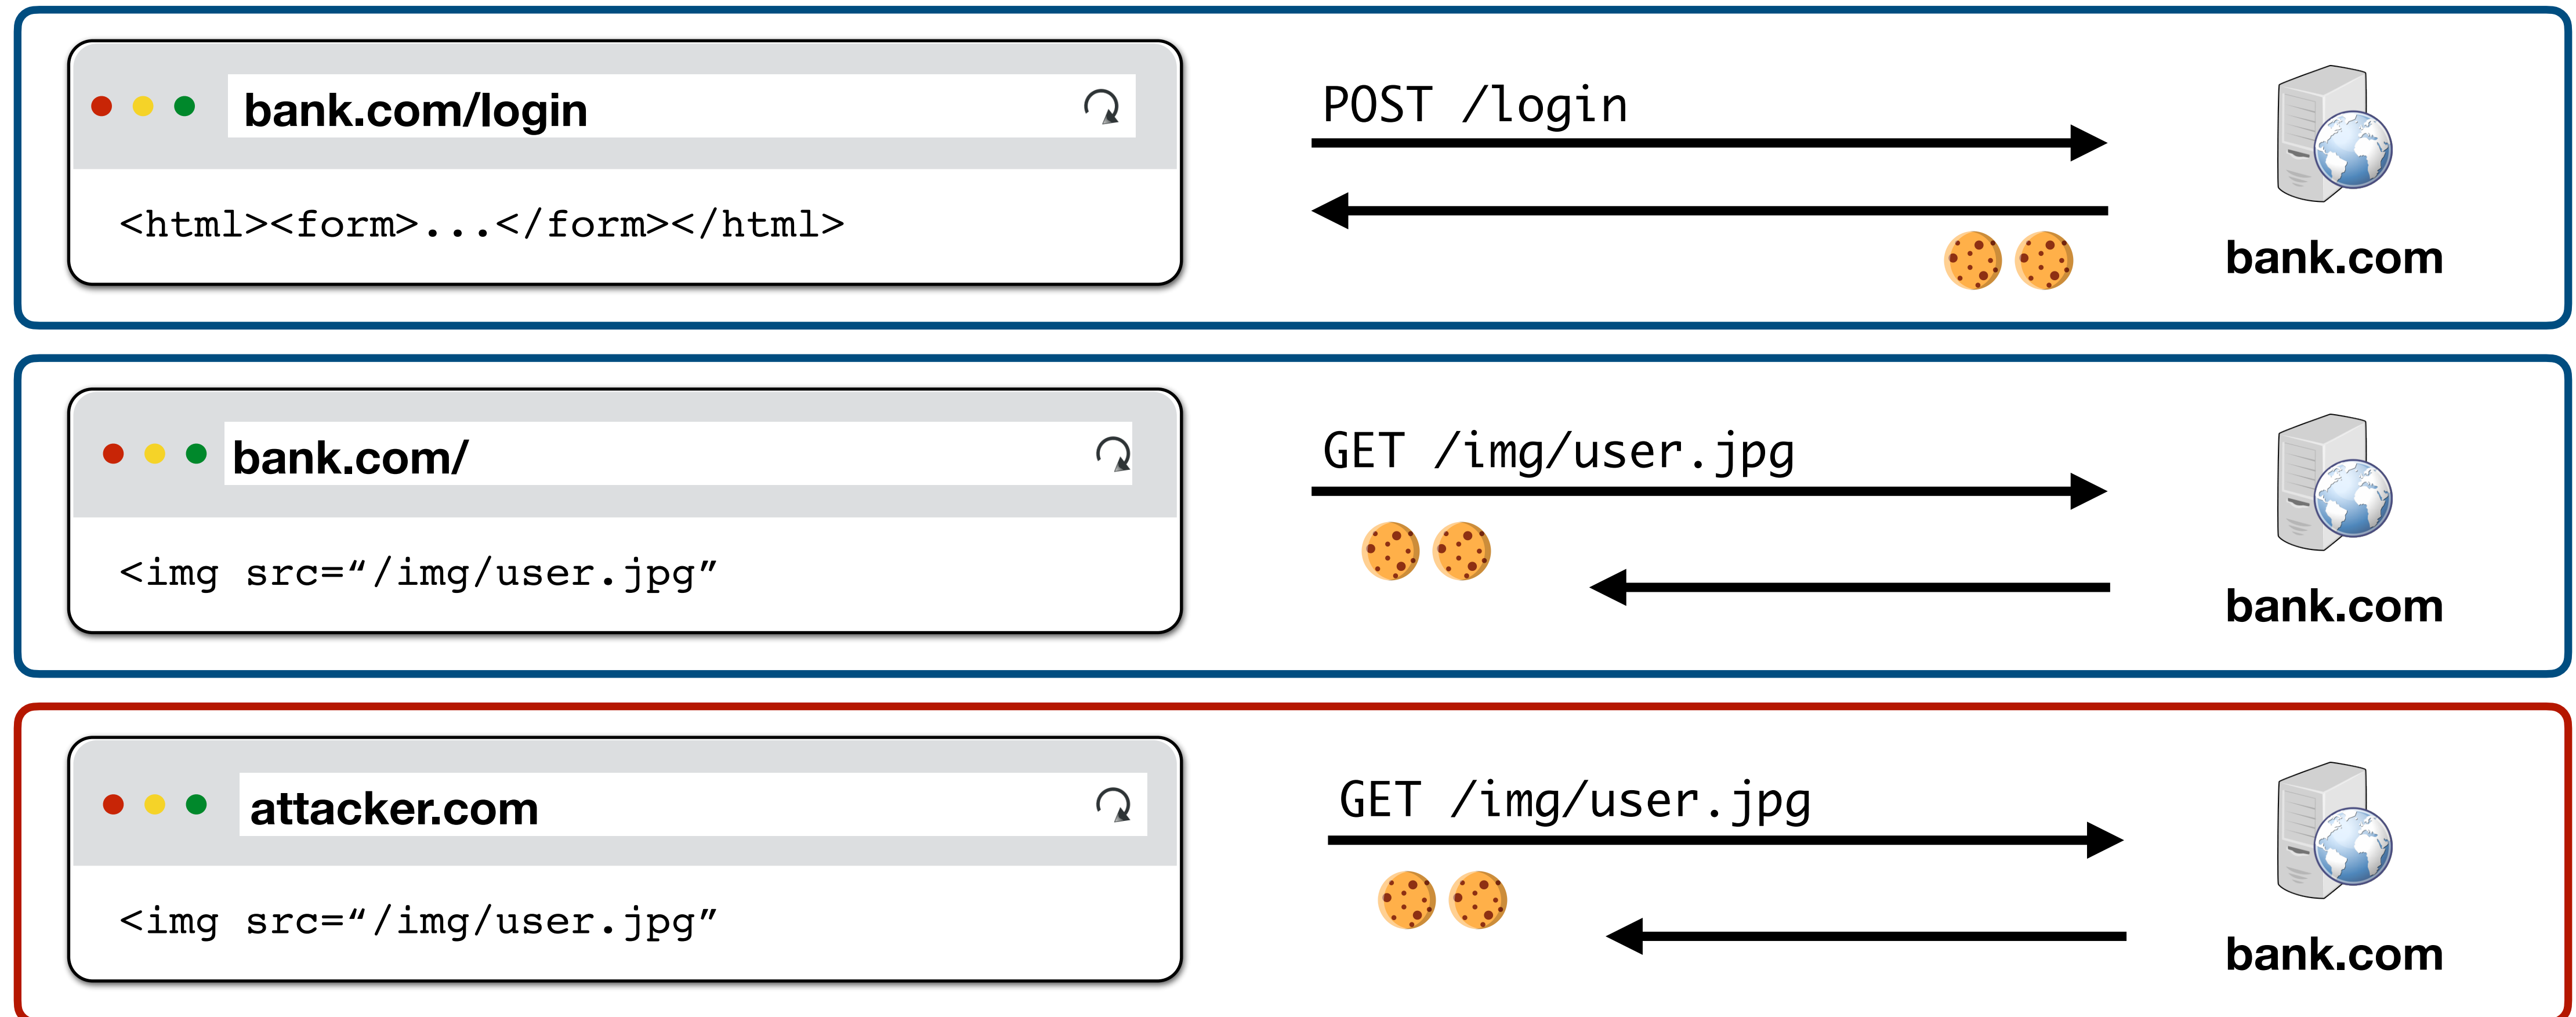 bank.com/login
POST /login
<html><form>...</form></html>
bank.com
bank.com/
GET /img/user.jpg
<img src=“/img/user.jpg”
bank.com
attacker.com
GET /img/user.jpg
<img src=“/img/user.jpg”
bank.com